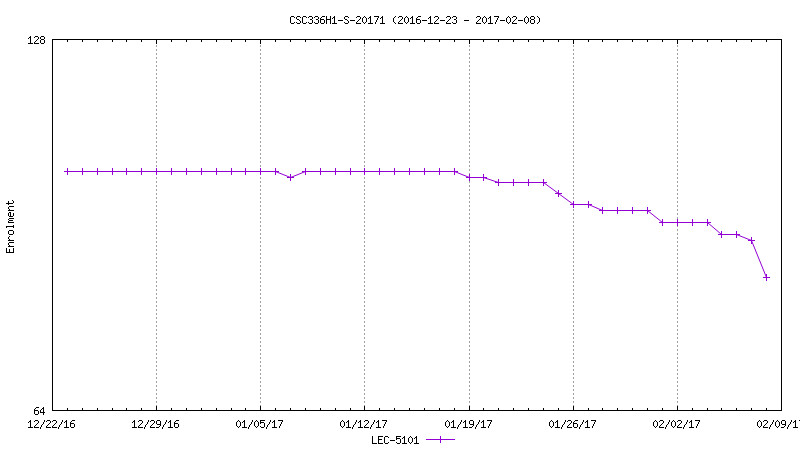 CSC336H1-S-20171 (2016-12-23 - 2017-02-08)
128
Enrolment
64
12/22/16 12/29/16 01/05/17 01/12/17 01/19/17 01/26/17 02/02/17 02/09/17
LEC-5101